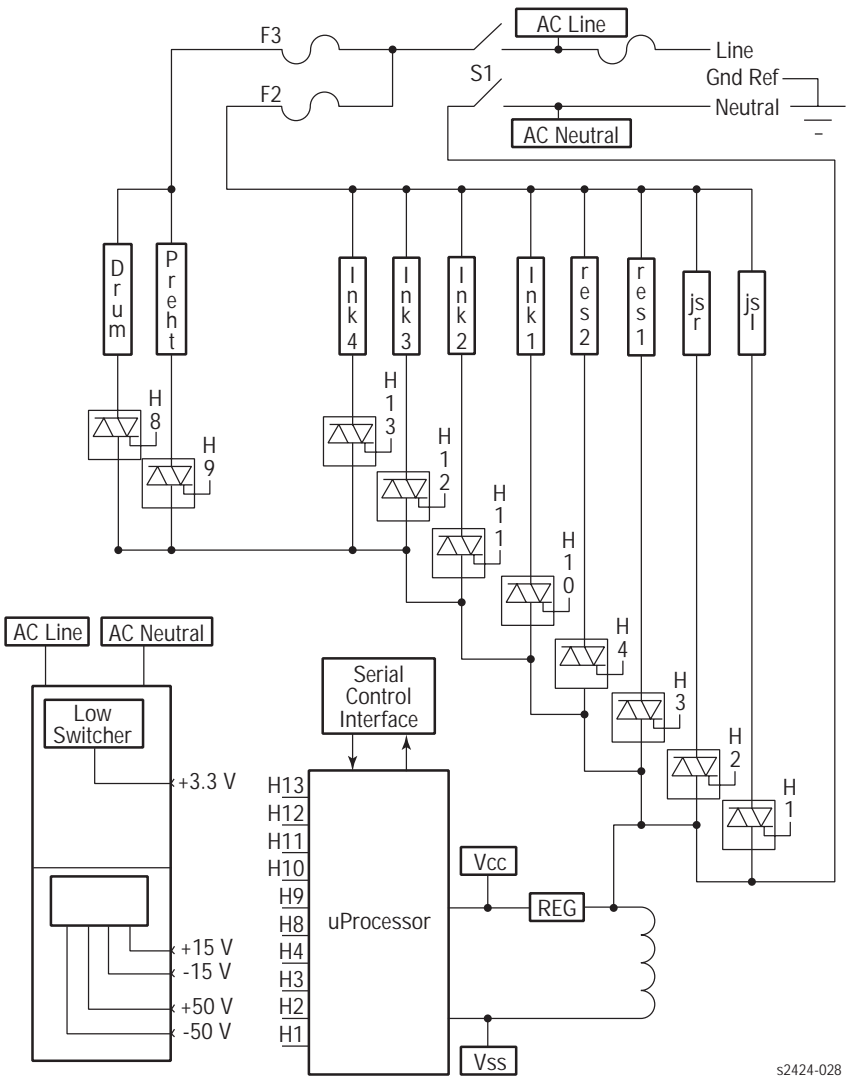 AC Line
F3
Line
Gnd Ref
S1
F2
Neutral
AC Neutral
Drum
Preht
Ink4
Ink3
Ink2
Ink1
res2
res1
jsr
jsl
H8
H9
H13
H12
H11
H10
H4
H3
H2
H1
AC Line
AC Neutral
Low
Switcher
+3.3 V
+15 V
-15 V
+50 V
-50 V
Serial
Control
Interface
H13
H12
H11
H10
H9
H8
H4
H3
H2
H1
uProcessor
Vcc
REG
Vss
s2424-028